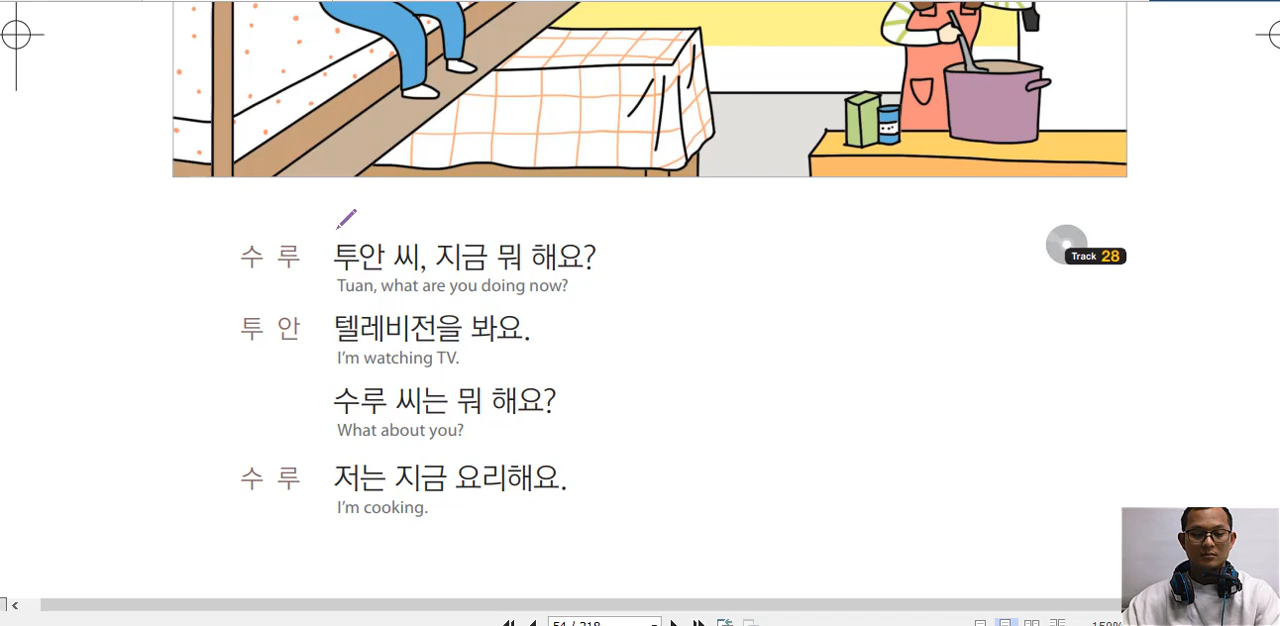 수 루 투안 씨, 지금 뭐 해요?
Track 28
Tuan, what are you doing now?
투 안 텔레비전을 봐요.
I'm watching TV.
수루 씨는 뭐 해요?
What about you?
수 루 저는 지금 요리해요.
I'm cooking.